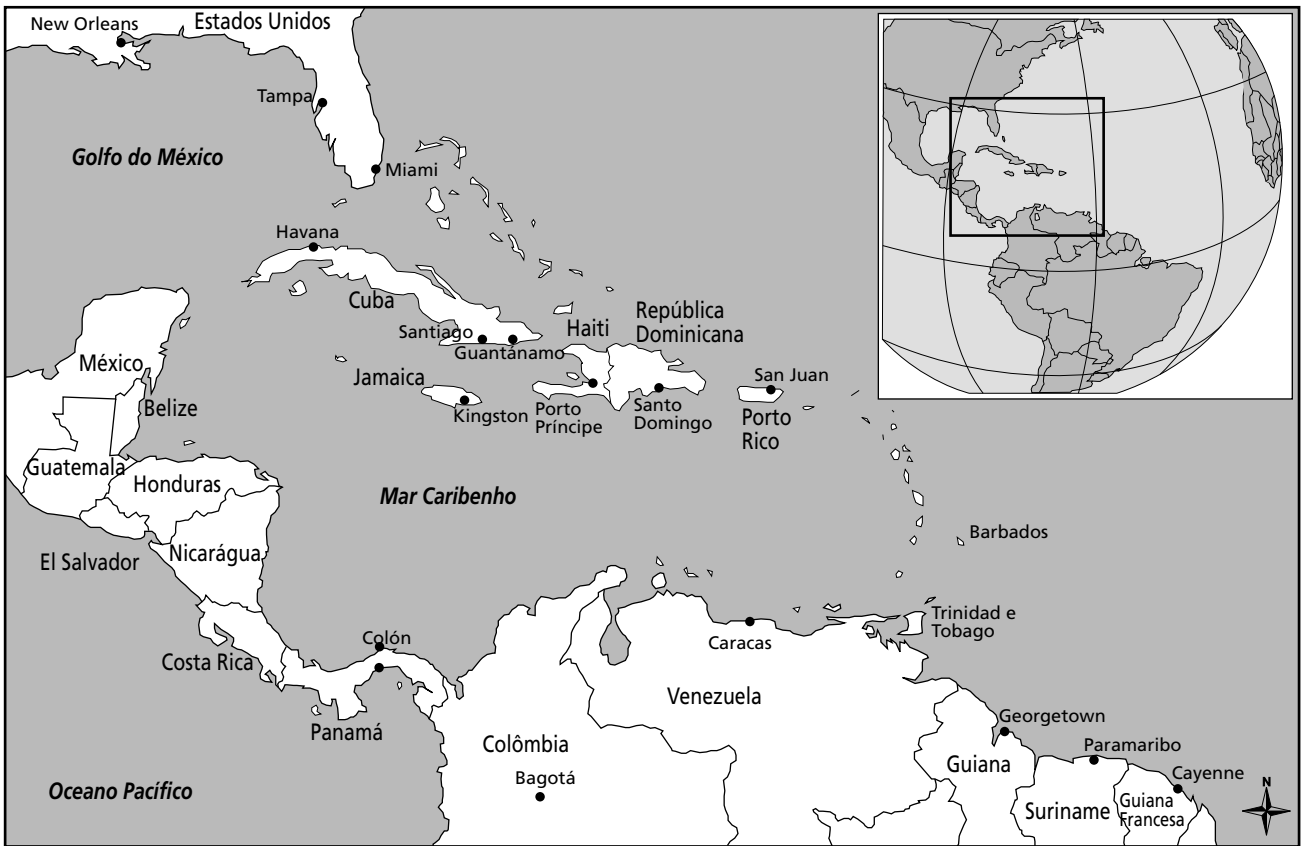 New Orleans
Estados Unidos
Tampa
Golfo do México
Miami
Havana
Cuba
Santiago
Guantánamo
Haiti
República
Dominicana
México
Belize
Jamaica
Kingston
Porto
Príncipe
Santo
Domingo
San Juan
Porto
Rico
Guatemala
Honduras
Mar Caribenho
El Salvador
Nicarágua
Barbados
Trinidad e
Tobago
Costa Rica
Colón
Panamá
Caracas
Venezuela
Colômbia
Bagotá
Georgetown
Guiana
Paramaribo
Suriname
Cayenne
Guiana
Francesa
Oceano Pacífico
N